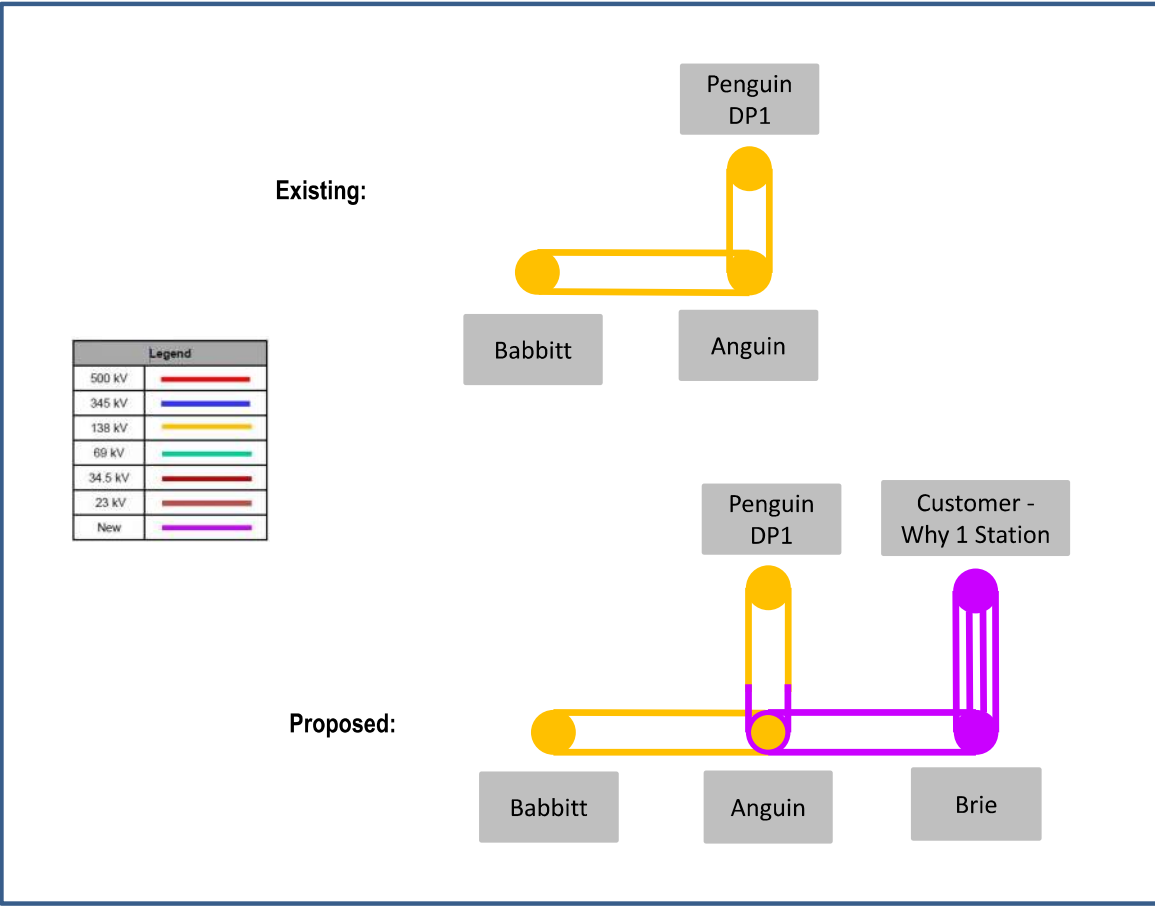 Penguin
DP1
Existing:
Babbitt
Anguin
Legend
500 kV
345 kV
138 kV
69 kV
34.5 kV
23 kV
New
Penguin
DP1
Customer -
Why 1 Station
Proposed:
Babbitt
Anguin
Brie